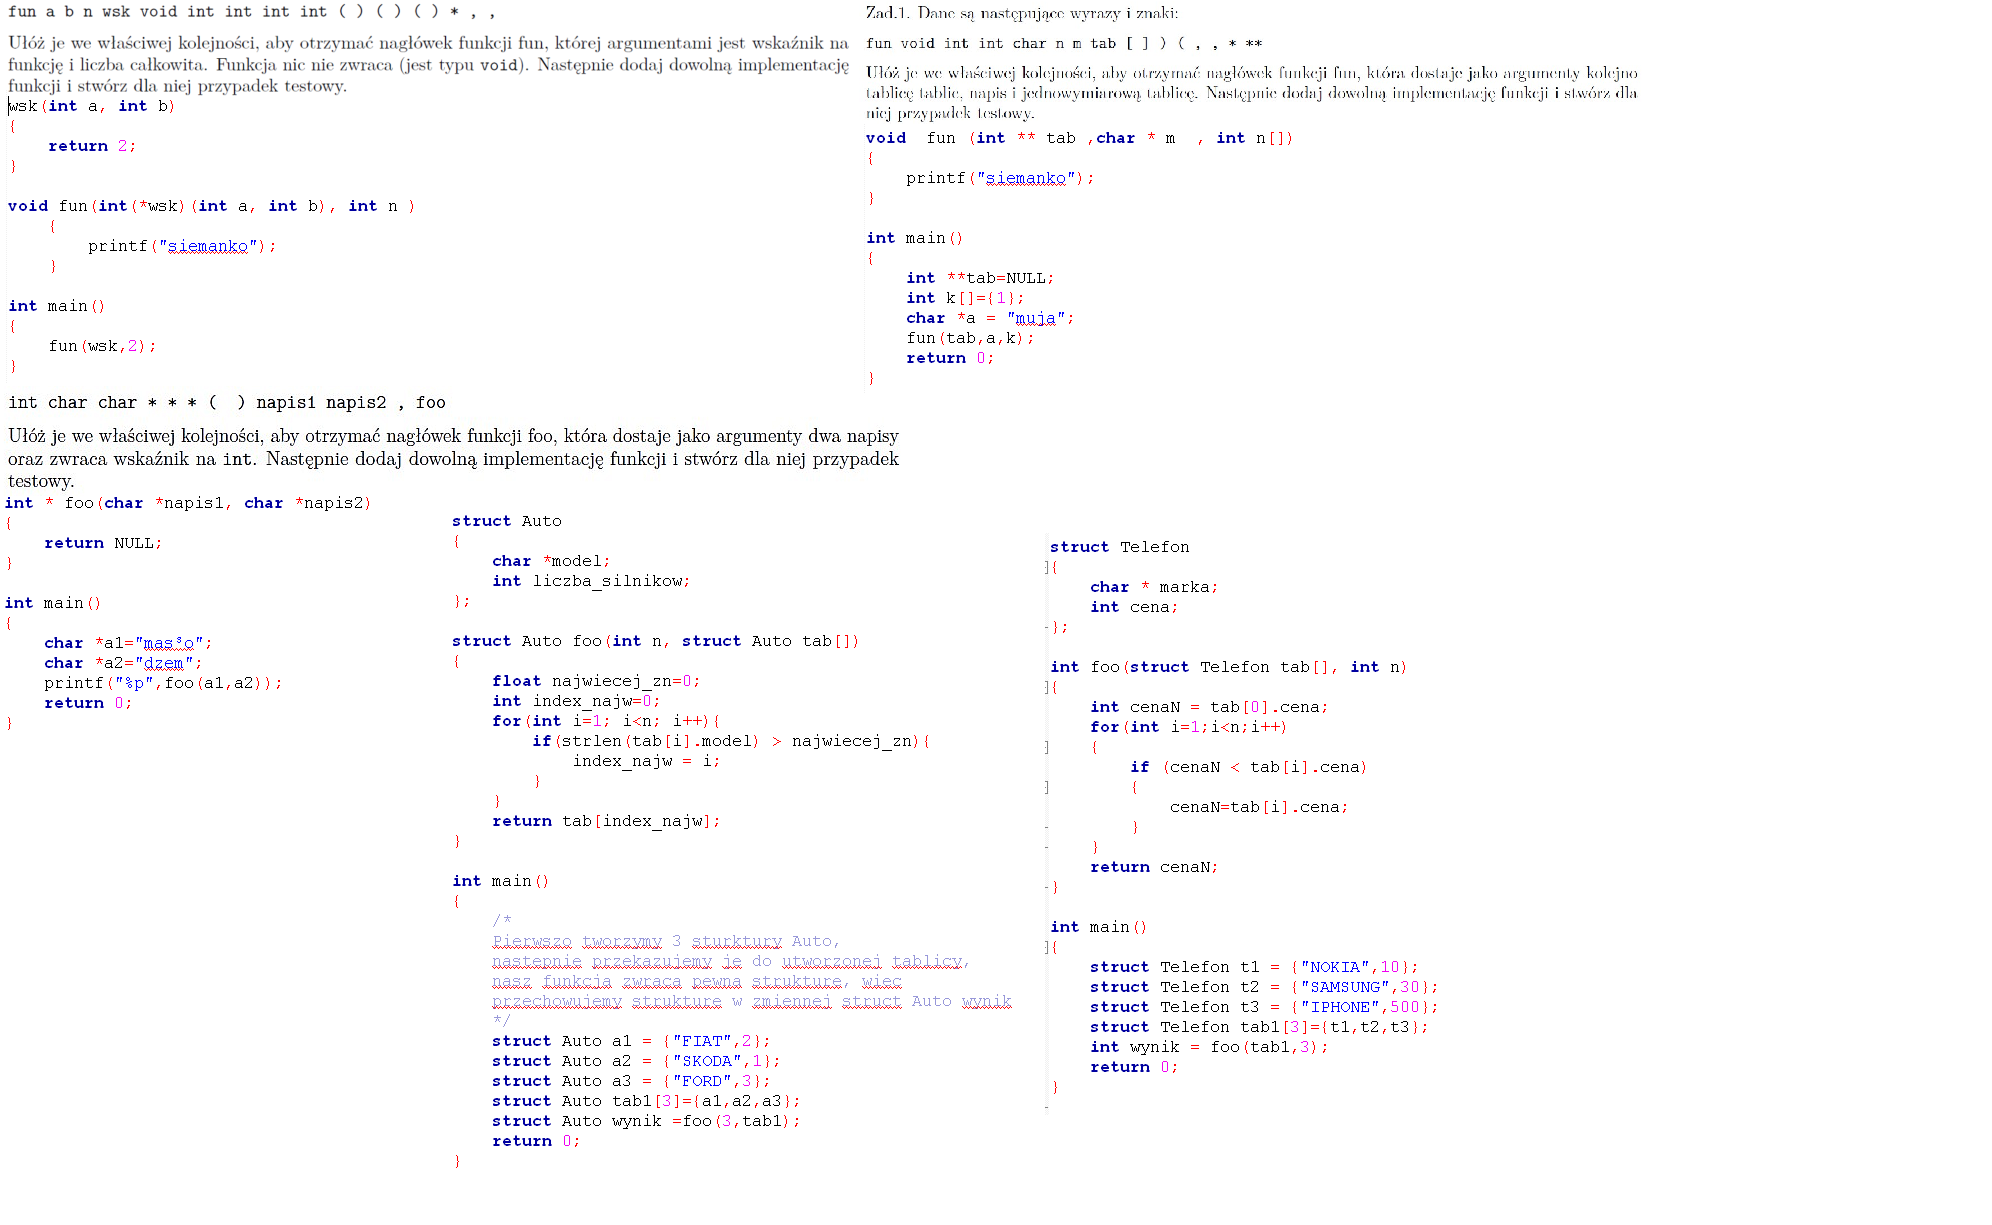 fun a b n wsk void int int int int ( ) ( ) ( ) * , ,
Ułóż je we właściwej kolejności, aby otrzymać nagłówek funkcji fun, której argumentami jest wskaźnik na
funkcję i liczba całkowita. Funkcja nic nie zwraca (jest typu void). Następnie dodaj dowolną implementację
funkcji i stwórz dla niej przypadek testowy.
wsk(int a, int b)
{
    return 2;
}
void fun(int(*wsk)(int a, int b), int n )
    {
        printf("siemanko");
    }
int main()
{
    fun(wsk,2);
}
Zad.1. Dane są następujące wyrazy i znaki:
fun void int int char n m tab [ ] ) ( , , * **
Ułóż je we właściwej kolejności, aby otrzymać nagłówek funkcji fun, która dostaje jako argumenty kolejno
tablicę tablic, napis i jednowymiarową tablicę. Następnie dodaj dowolną implementację funkcji i stwórz dla
niej przypadek testowy.
void  fun (int ** tab ,char * m  , int n[])
{
    printf("siemanko");
}
int main()
{
    int **tab=NULL;
    int k[]={1};
    char *a = "muja";
    fun(tab,a,k);
    return 0;
}
int char char * * * (  ) napis1 napis2 , foo
Ułóż je we właściwej kolejności, aby otrzymać nagłówek funkcji foo, która dostaje jako argumenty dwa napisy
oraz zwraca wskaźnik na int. Następnie dodaj dowolną implementację funkcji i stwórz dla niej przypadek
testowy.
int * foo(char *napis1, char *napis2)
{
    return NULL;
}
int main()
{
    char *a1="mas³o";
    char *a2="dzem";
    printf("%p",foo(a1,a2));
    return 0;
}
struct Auto
{
    char *model;
    int liczba_silnikow;
};
struct Auto foo(int n, struct Auto tab[])
{
    float najwiecej_zn=0;
    int index_najw=0;
    for(int i=1; i<n; i++){
        if(strlen(tab[i].model) > najwiecej_zn){
            index_najw = i;
        }
    }
    return tab[index_najw];
}
int main()
{
    /*
    Pierwszo tworzymy 3 sturktury Auto,
    nastepnie przekazujemy je do utworzonej tablicy,
    nasz funkcja zwraca pewna strukture, wiec
    przechowujemy strukture w zmiennej struct Auto wynik
    */
    struct Auto a1 = {"FIAT",2};
    struct Auto a2 = {"SKODA",1};
    struct Auto a3 = {"FORD",3};
    struct Auto tab1[3]={a1,a2,a3};
    struct Auto wynik =foo(3,tab1);
    return 0;
}
struct Telefon
{
    char * marka;
    int cena;
};
int foo(struct Telefon tab[], int n)
{
    int cenaN = tab[0].cena;
    for(int i=1;i<n;i++)
    {
        if (cenaN < tab[i].cena)
        {
            cenaN=tab[i].cena;
        }
    }
    return cenaN;
}
int main()
{
    struct Telefon t1 = {"NOKIA",10};
    struct Telefon t2 = {"SAMSUNG",30};
    struct Telefon t3 = {"IPHONE",500};
    struct Telefon tab1[3]={t1,t2,t3};
    int wynik = foo(tab1,3);
    return 0;
}